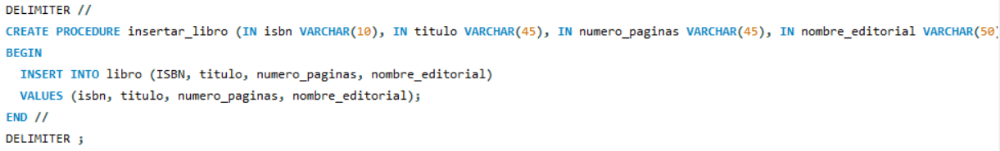 DELIMITER //
CREATE PROCEDURE insertar_libro (IN isbn VARCHAR(10), IN titulo VARCHAR(45), IN numero_paginas VARCHAR(45), IN nombre_editorial VARCHAR(50
BEGIN
  INSERT INTO libro (ISBN, titulo, numero_paginas, nombre_editorial)
  VALUES (isbn, titulo, numero_paginas, nombre_editorial);
END //
DELIMITER ;